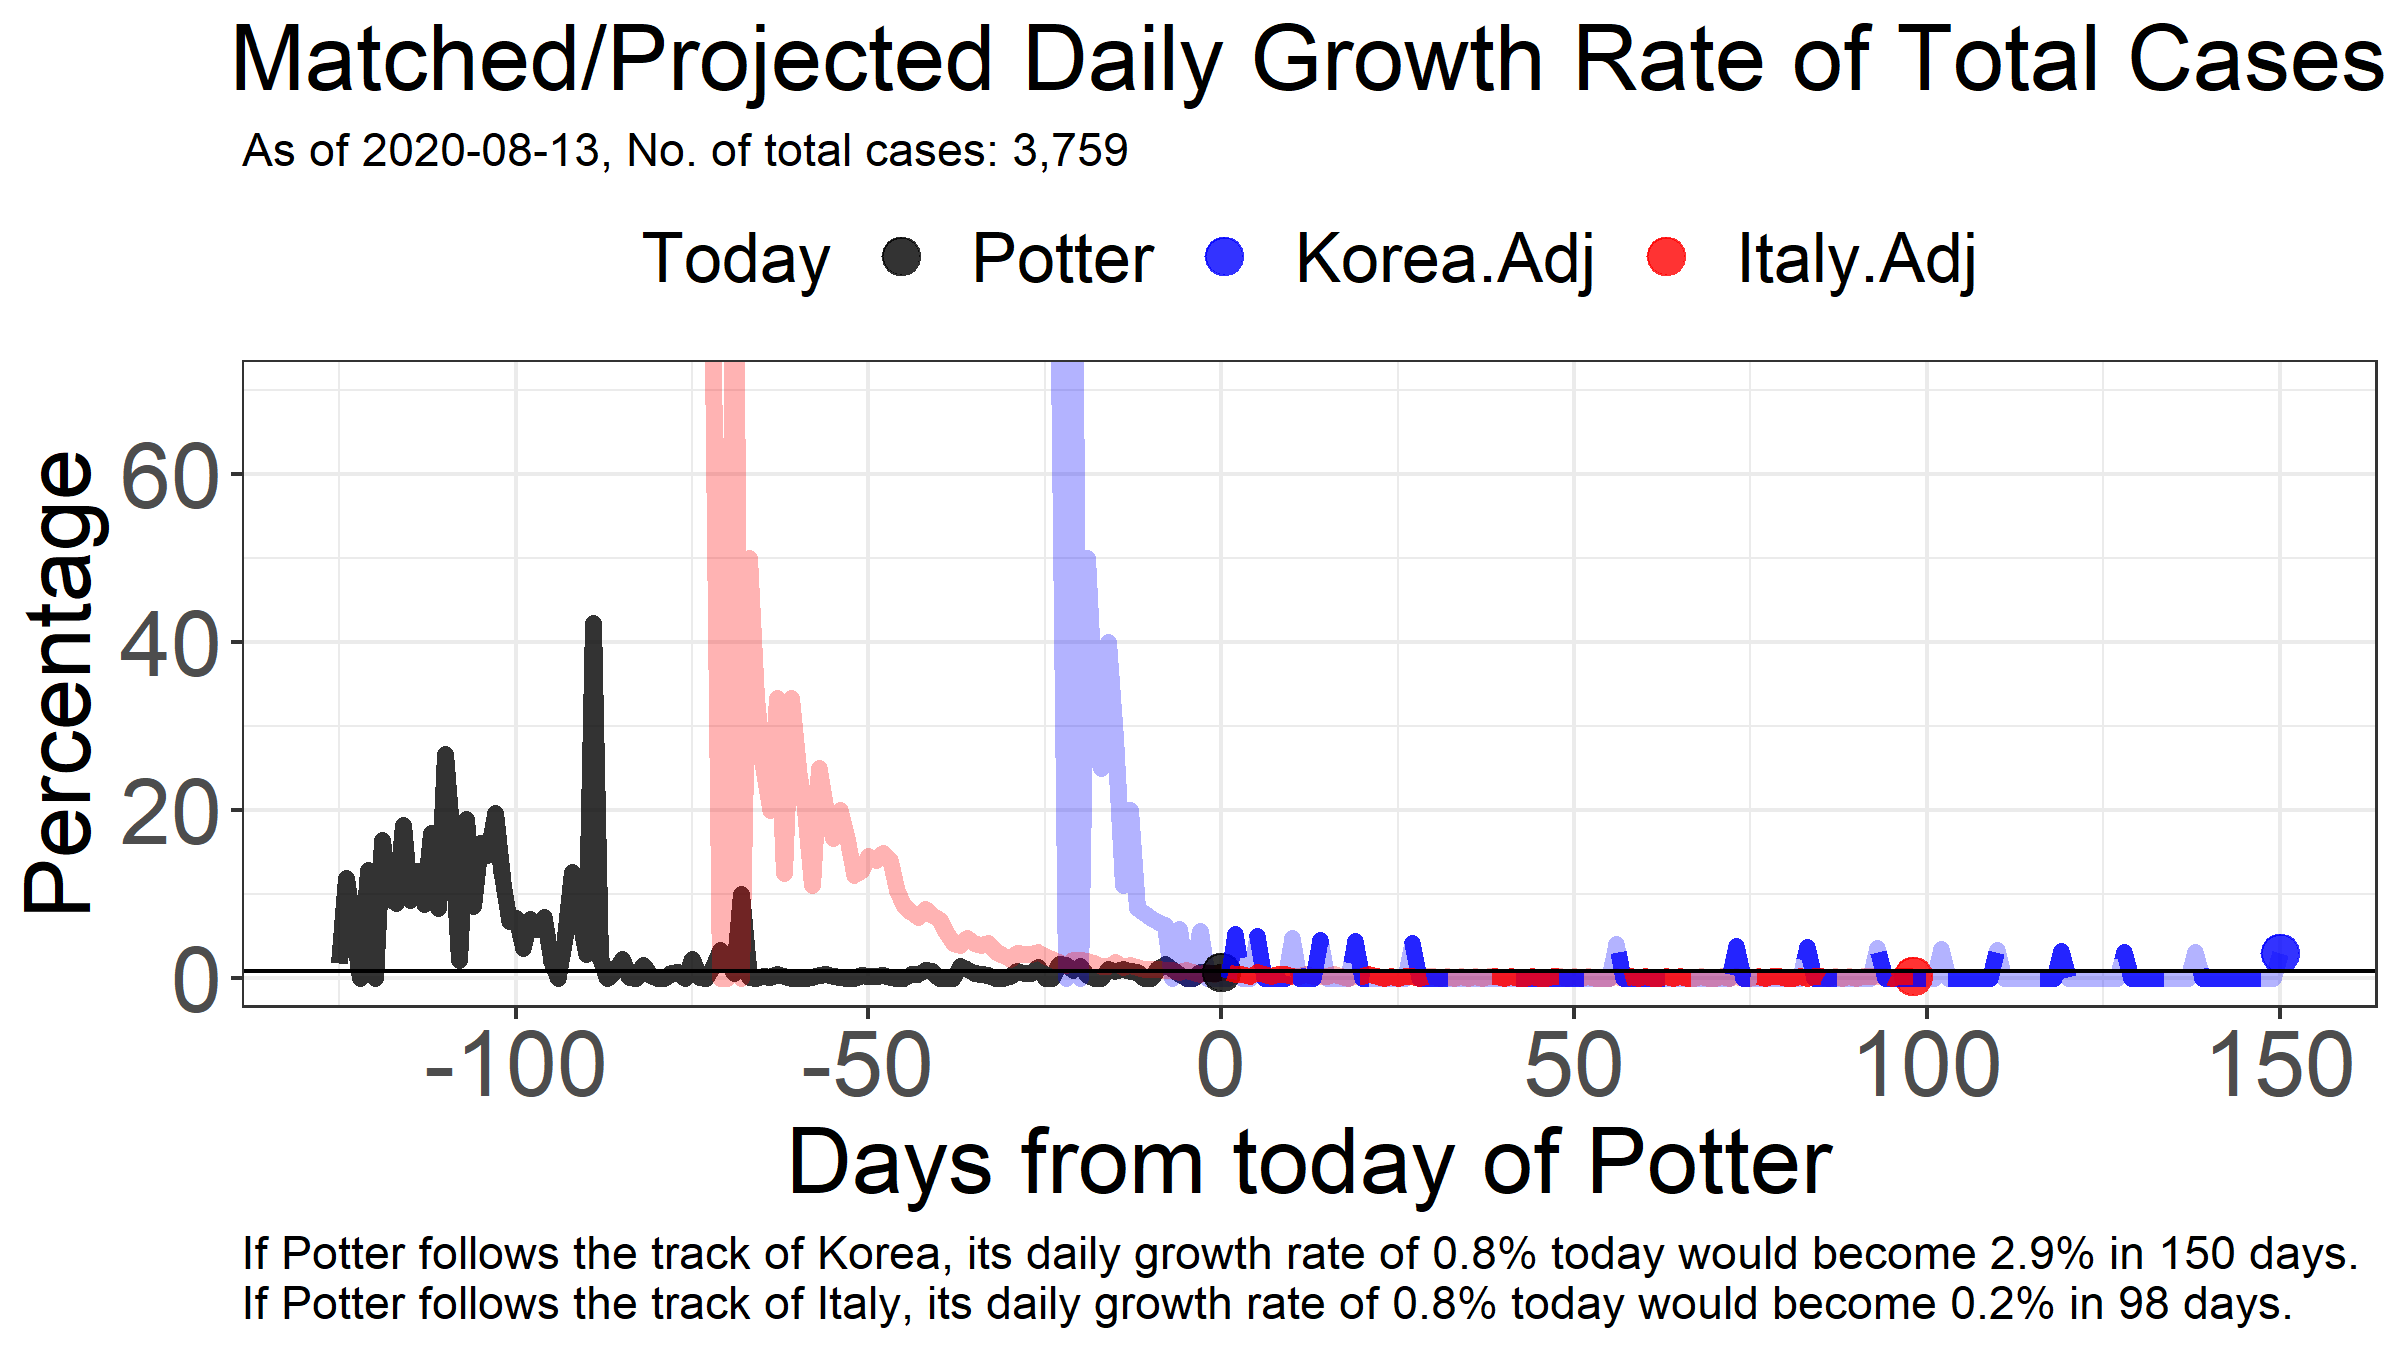 Matched/Projected Daily Growth Rate of Total Cases
As of 2020-08-13, No. of total cases: 3,759
Today Potter Korea.Adj Italy.Adj
Percentage
60
40
20
0
-100 -50 0 50 100 150
Days from today of Potter
If Potter follows the track of Korea, its daily growth rate of 0.8% today would become 2.9% in 150 days.
If Potter follows the track of Italy, its daily growth rate of 0.8% today would become 0.2% in 98 days.